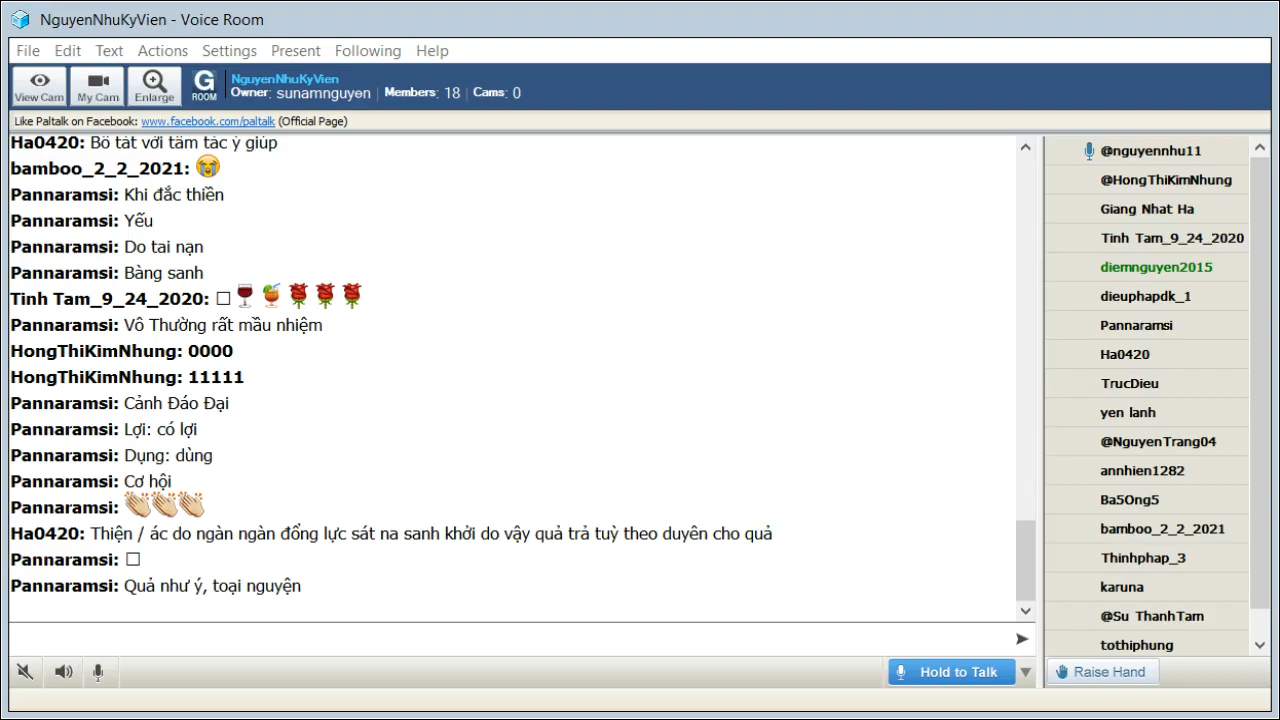 NguyenNhuKyVien - Voice Room
File Edit Text Actions Settings Present Following Help
View Cam My Cam Enlarge G ROOM NguyenNhuKyVien
Owner: sunamnguyen Members: 18 Cams: 0
Like Paltalk on Facebook: www.facebook.com/paltalk (Official Page)
Ha0420: Bồ tát với tâm tác ý giúp
bamboo_2_2_2021:
Pannaramsi: Khi đắc thiền
Pannaramsi: Yếu
Pannaramsi: Do tai nạn
Pannaramsi: Bàng sanh
Tinh Tam_9_24_2020:
Pannaramsi: Vô Thường rất mầu nhiệm
HongThiKimNhung: 0000
HongThiKimNhung: 11111
Pannaramsi: Cảnh Đáo Đại
Pannaramsi: Lợi: có lợi
Pannaramsi: Dụng: dùng
Pannaramsi: Cơ hội
Pannaramsi:
Ha0420: Thiện / ác do ngàn ngàn đổng lực sát na sanh khởi do vậy quả trả tuỳ theo duyên cho quả
Pannaramsi:
Pannaramsi: Quả như ý, toại nguyện
@nguyennhu11
@HongThiKimNhung
Giang Nhat Ha
Tinh Tam_9_24_2020
diemnguyen2015
dieuphapdk_1
Pannaramsi
Ha0420
TrucDieu
yen lanh
@NguyenTrang04
annhien1282
Ba5Ong5
bamboo_2_2_2021
Thinhphap_3
karuna
@Su ThanhTam
tothiphung
Hold to Talk
Raise Hand